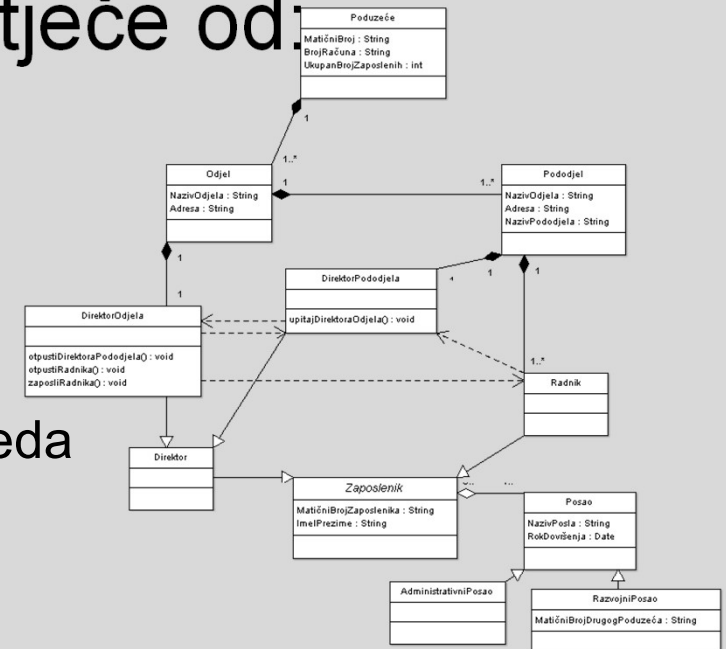 tječe od:
Poduzeće
MatičniBroj : String
BrojRačuna : String
UkupanBrojZaposlenih : int
1
1..*
Odjel
NazivOdjela : String
Adresa : String
1
1..*
Pododjel
NazivOdjela : String
Adresa : String
NazivPododjela : String
1
1
DirektorPododjela
upitajDirektoraOdjela() : void
1
1
DirektorOdjela
otpustiDirektoraPododjela() : void
otpustiRadnika() : void
zaposliRadnika() : void
1
1..*
Radnik
eda
Direktor
Zaposlenik
MatičniBrojZaposlenika : String
ImeIPrezime : String
Posao
NazivPosla : String
RokDovršenja : Date
AdministrativniPosao
RazvojniPosao
MatičniBrojDrugogPoduzeća : String